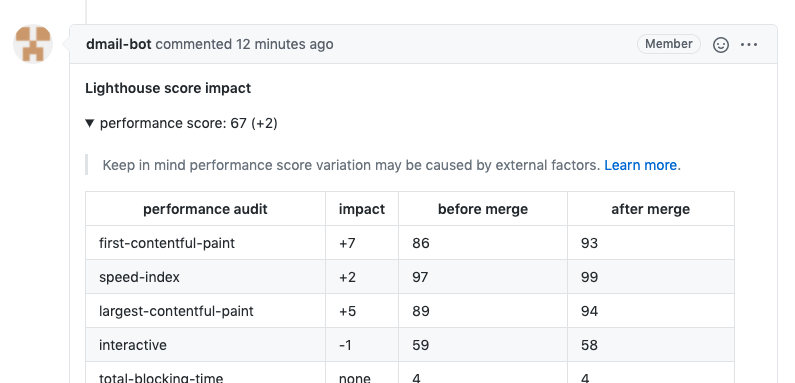 dmail-bot commented 12 minutes ago Member
Lighthouse score impact
▼ performance score: 67 (+2)
Keep in mind performance score variation may be caused by external factors. Learn more.
performance audit impact before merge after merge
first-contentful-paint +7 86 93
speed-index +2 97 99
largest-contentful-paint +5 89 94
interactive -1 59 58
total-blocking-time none 4 4